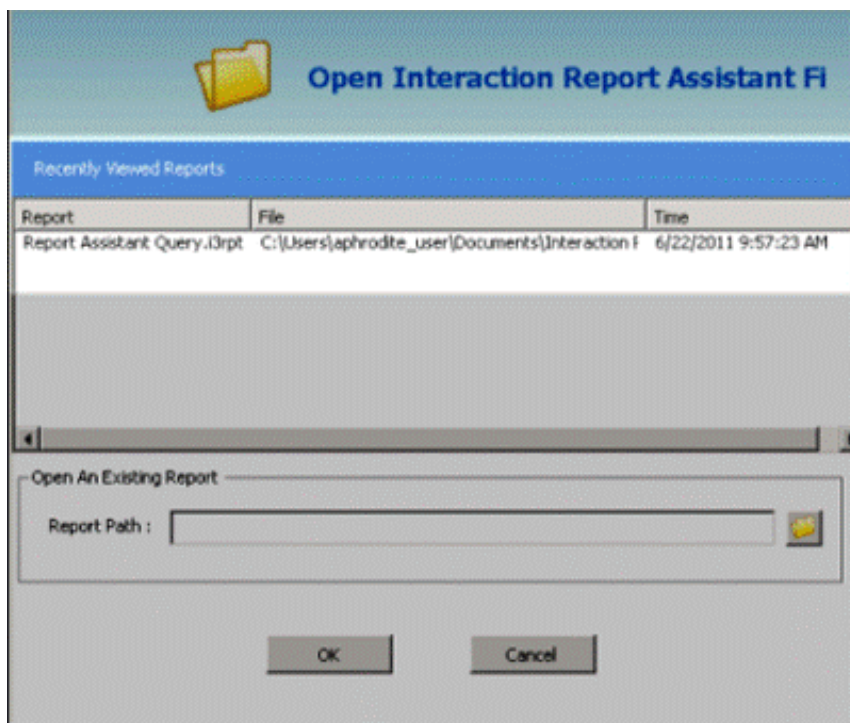 Open Interaction Report Assistant Fi
Recently Viewed Reports
Report File Time
Report Assistant Query.i3rpt C:\Users\aphrodite_user\Documents\Interaction F 6/22/2011 9:57:23 AM
Open An Existing Report
Report Path :
OK Cancel